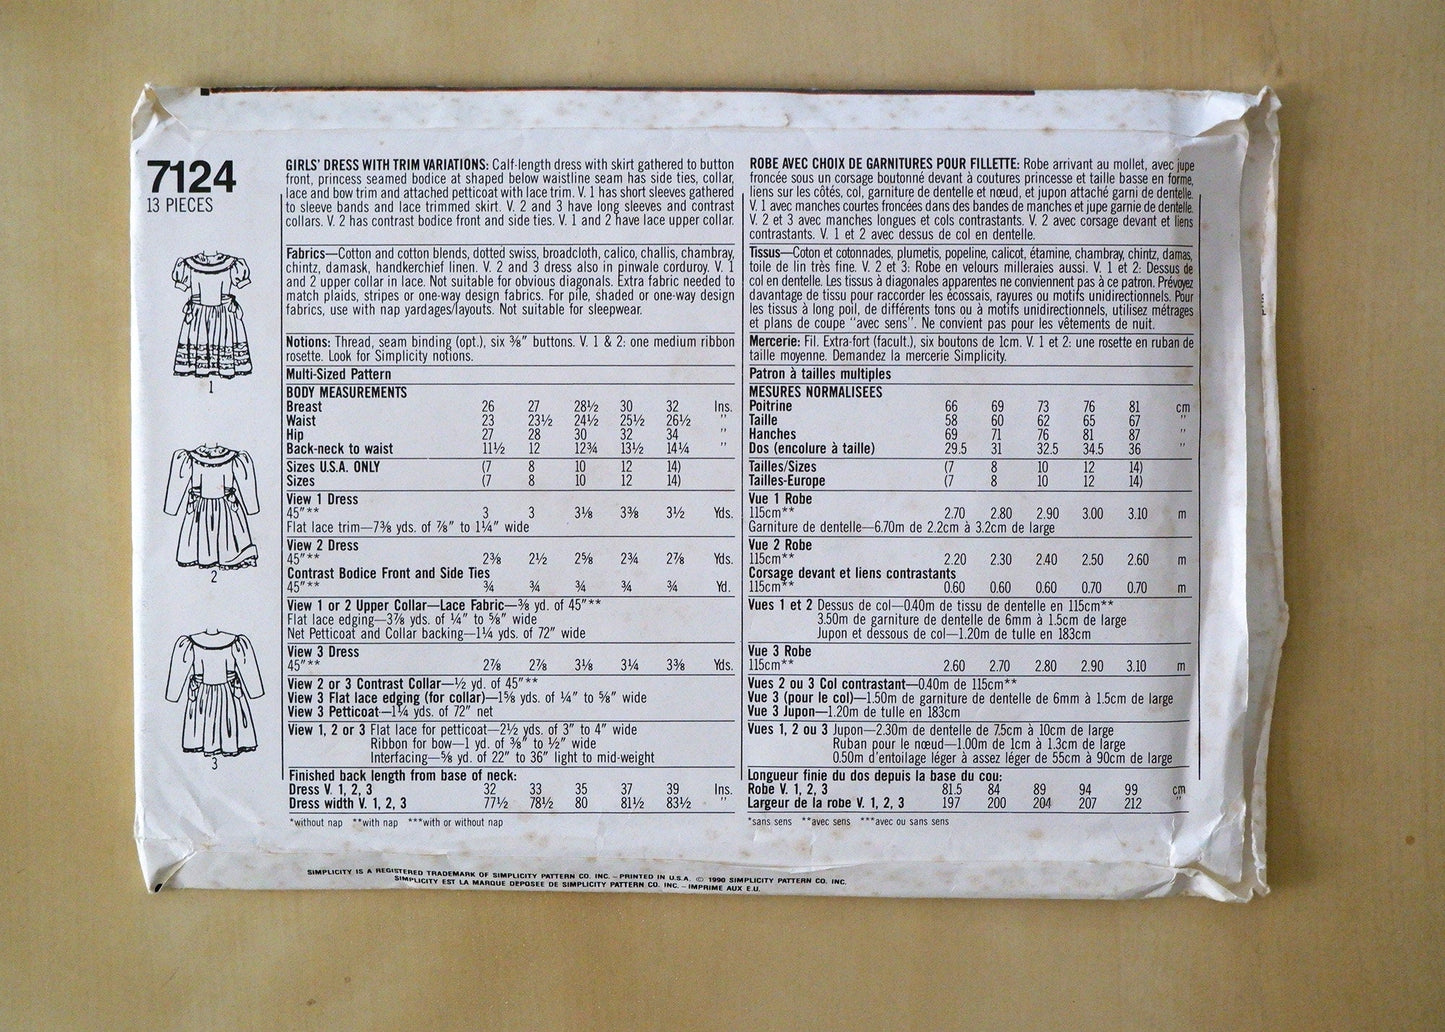 7124
13 PIECES
1
2
3
GIRLS' DRESS WITH TRIM VARIATIONS: Calf-length dress with skirt gathered to button
front, princess seamed bodice at shaped below waistline seam has side ties, collar,
lace and bow trim and attached petticoat with lace trim. V. 1 has short sleeves gathered
to sleeve bands and lace trimmed skirt. V. 2 and 3 have long sleeves and contrast
collars. V. 2 has contrast bodice front and side ties. V. 1 and 2 have lace upper collar.
Fabrics—Cotton and cotton blends, dotted swiss, broadcloth, calico, challis, chambray,
chintz, damask, handkerchief linen. V. 2 and 3 dress also in pinwale corduroy. V. 1
and 2 upper collar in lace. Not suitable for obvious diagonals. Extra fabric needed to
match plaids, stripes or one-way design fabrics. For pile, shaded or one-way design
fabrics, use with nap yardages/layouts. Not suitable for sleepwear.
Notions: Thread, seam binding (opt.), six ⅜″ buttons. V. 1 & 2: one medium ribbon
rosette. Look for Simplicity notions.
Multi-Sized Pattern
BODY MEASUREMENTS
Breast 26 27 28½ 30 32 Ins.
Waist 23 23½ 24½ 25½ 26½ ″
Hip 27 28 30 32 34 ″
Back-neck to waist 11½ 12 12¾ 13½ 14¼ ″
Sizes U.S.A. ONLY (7 8 10 12 14)
Sizes (7 8 10 12 14)
View 1 Dress
45″** 3 3 3⅛ 3⅜ 3½ Yds.
Flat lace trim—7⅜ yds. of ⅞″ to 1¼″ wide
View 2 Dress
45″** 2⅜ 2½ 2⅝ 2¾ 2⅞ Yds.
Contrast Bodice Front and Side Ties
45″** ¾ ¾ ¾ ¾ ¾ Yd.
View 1 or 2 Upper Collar—Lace Fabric—⅜ yd. of 45″**
Flat lace edging—3⅞ yds. of ¼″ to ⅝″ wide
Net Petticoat and Collar backing—1¼ yds. of 72″ wide
View 3 Dress
45″** 2⅞ 2⅞ 3⅛ 3¼ 3⅜ Yds.
View 2 or 3 Contrast Collar—½ yd. of 45″**
View 3 Flat lace edging (for collar)—1⅝ yds. of ¼″ to ⅝″ wide
View 3 Petticoat—1¼ yds. of 72″ net
View 1, 2 or 3 Flat lace for petticoat—2½ yds. of 3″ to 4″ wide
Ribbon for bow—1 yd. of ⅜″ to ½″ wide
Interfacing—⅝ yd. of 22″ to 36″ light to mid-weight
Finished back length from base of neck:
Dress V. 1, 2, 3 32 33 35 37 39 Ins.
Dress width V. 1, 2, 3 77½ 78½ 80 81½ 83½ ″
*without nap **with nap ***with or without nap
ROBE AVEC CHOIX DE GARNITURES POUR FILLETTE: Robe arrivant au mollet, avec jupe
froncée sous un corsage boutonné devant à coutures princesse et taille basse en forme,
liens sur les côtés, col, garniture de dentelle et nœud, et jupon attaché garni de dentelle.
V. 1 avec manches courtes froncées dans des bandes de manches et jupe garnie de dentelle.
V. 2 et 3 avec manches longues et cols contrastants. V. 2 avec corsage devant et liens
contrastants. V. 1 et 2 avec dessus de col en dentelle.
Tissus—Coton et cotonnades, plumetis, popeline, calicot, étamine, chambray, chintz, damas,
toile de lin très fine. V. 2 et 3: Robe en velours milleraies aussi. V. 1 et 2: Dessus de
col en dentelle. Les tissus à diagonales apparentes ne conviennent pas à ce patron. Prévoyez
davantage de tissu pour raccorder les écossais, rayures ou motifs unidirectionnels. Pour
les tissus à long poil, de différents tons ou à motifs unidirectionnels, utilisez métrages
et plans de coupe "avec sens". Ne convient pas pour les vêtements de nuit.
Mercerie: Fil. Extra-fort (facult.), six boutons de 1cm. V. 1 et 2: une rosette en ruban de
taille moyenne. Demandez la mercerie Simplicity.
Patron à tailles multiples
MESURES NORMALISEES
Poitrine 66 69 73 76 81 cm
Taille 58 60 62 65 67 ″
Hanches 69 71 76 81 87 ″
Dos (encolure à taille) 29.5 31 32.5 34.5 36 ″
Tailles/Sizes (7 8 10 12 14)
Tailles-Europe (7 8 10 12 14)
Vue 1 Robe
115cm** 2.70 2.80 2.90 3.00 3.10 m
Garniture de dentelle—6.70m de 2.2cm à 3.2cm de large
Vue 2 Robe
115cm** 2.20 2.30 2.40 2.50 2.60 m
Corsage devant et liens contrastants
115cm** 0.60 0.60 0.60 0.70 0.70 m
Vues 1 et 2 Dessus de col—0.40m de tissu de dentelle en 115cm**
3.50m de garniture de dentelle de 6mm à 1.5cm de large
Jupon et dessous de col—1.20m de tulle en 183cm
Vue 3 Robe
115cm** 2.60 2.70 2.80 2.90 3.10 m
Vues 2 ou 3 Col contrastant—0.40m de 115cm**
Vue 3 (pour le col)—1.50m de garniture de dentelle de 6mm à 1.5cm de large
Vue 3 Jupon—1.20m de tulle en 183cm
Vues 1, 2 ou 3 Jupon—2.30m de dentelle de 7.5cm à 10cm de large
Ruban pour le nœud—1.00m de 1cm à 1.3cm de large
0.50m d'entoilage léger à assez léger de 55cm à 90cm de large
Longueur finie du dos depuis la base du cou:
Robe V. 1, 2, 3 81.5 84 89 94 99 cm
Largeur de la robe V. 1, 2, 3 197 200 204 207 212 ″
*sans sens **avec sens ***avec ou sans sens
SIMPLICITY IS A REGISTERED TRADEMARK OF SIMPLICITY PATTERN CO. INC. – PRINTED IN U.S.A. © 1990 SIMPLICITY PATTERN CO. INC.
SIMPLICITY EST LA MARQUE DEPOSEE DE SIMPLICITY PATTERN CO. INC. – IMPRIME AUX E.U.